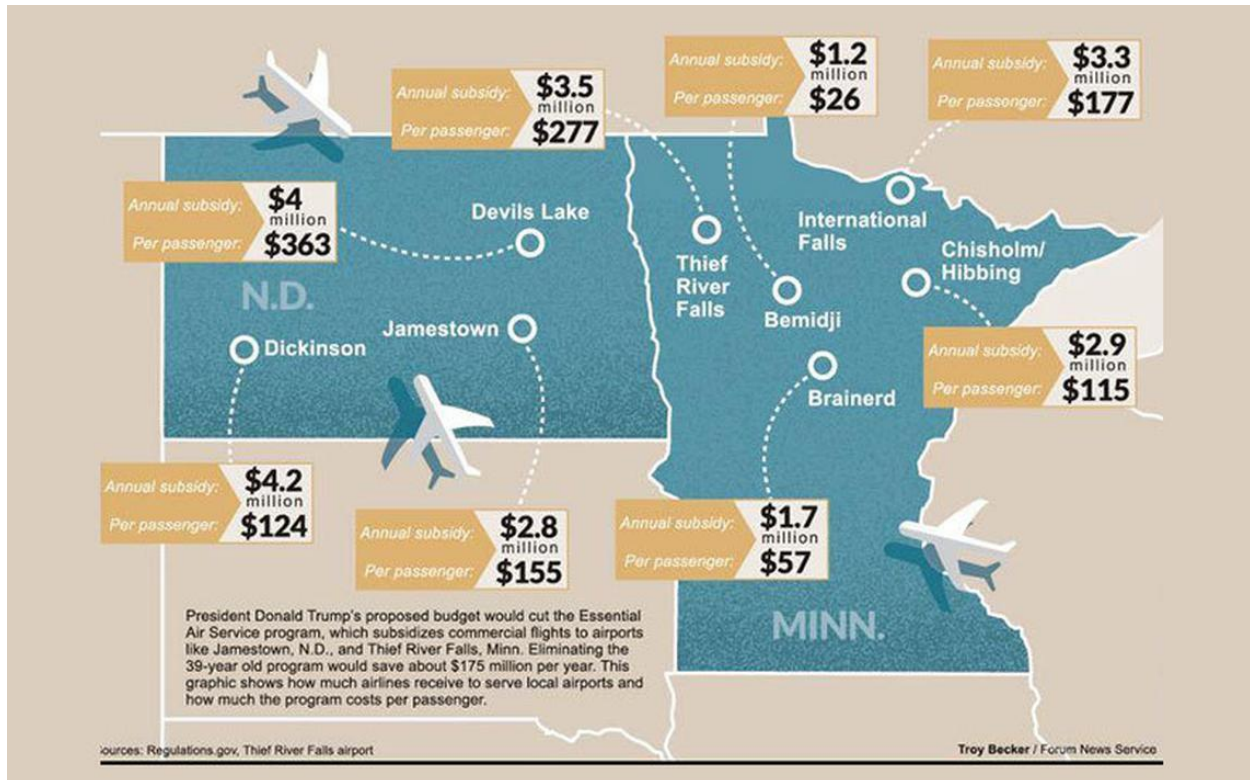 Annual subsidy: $1.2 million
Per passenger: $26
Annual subsidy: $3.3 million
Per passenger: $177
Annual subsidy: $3.5 million
Per passenger: $277
Annual subsidy: $4 million
Per passenger: $363
Devils Lake
International
Falls
Thief
River
Falls
Chisholm/
Hibbing
N.D.
Bemidji
Jamestown
Dickinson
Brainerd
Annual subsidy: $2.9 million
Per passenger: $115
Annual subsidy: $4.2 million
Per passenger: $124
Annual subsidy: $2.8 million
Per passenger: $155
Annual subsidy: $1.7 million
Per passenger: $57
MINN.
President Donald Trump's proposed budget would cut the Essential
Air Service program, which subsidizes commercial flights to airports
like Jamestown, N.D., and Thief River Falls, Minn. Eliminating the
39-year old program would save about $175 million per year. This
graphic shows how much airlines receive to serve local airports and
how much the program costs per passenger.
ources: Regulations.gov, Thief River Falls airport
Troy Becker / Forum News Service